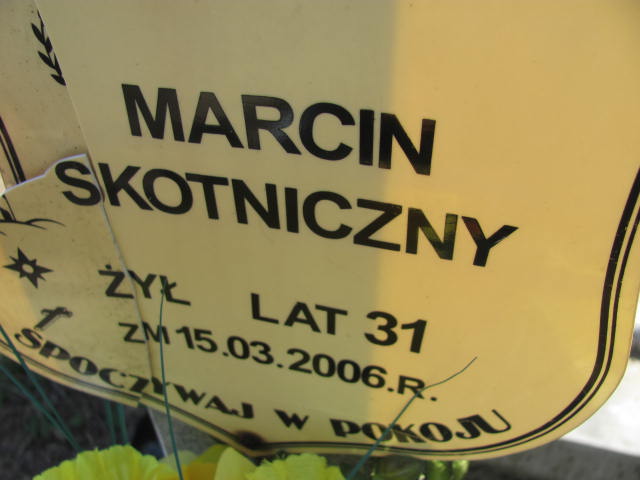 MARCIN
SKOTNICZNY
ŻYŁ LAT 31
ZM 15.03.2006.R.
SPOCZYWAJ W POKOJU